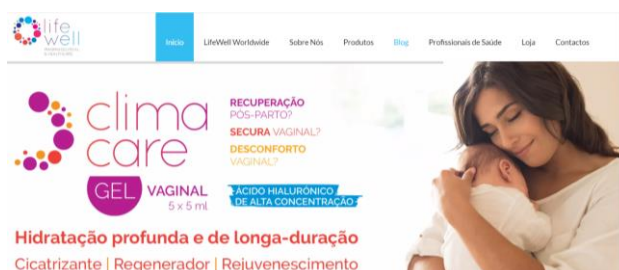 life
well
Início
LifeWell Worldwide
Sobre Nós
Produtos
Blog
Profissionais de Saúde
Loja
Contactos
clima
care
GEL VAGINAL
5 x 5 ml
RECUPERAÇÃO
PÓS-PARTO?
SECURA VAGINAL?
DESCONFORTO
VAGINAL?
ÁCIDO HIALURÓNICO
DE ALTA CONCENTRAÇÃO
Hidratação profunda e de longa-duração
Cicatrizante | Regenerador | Rejuvenescimento